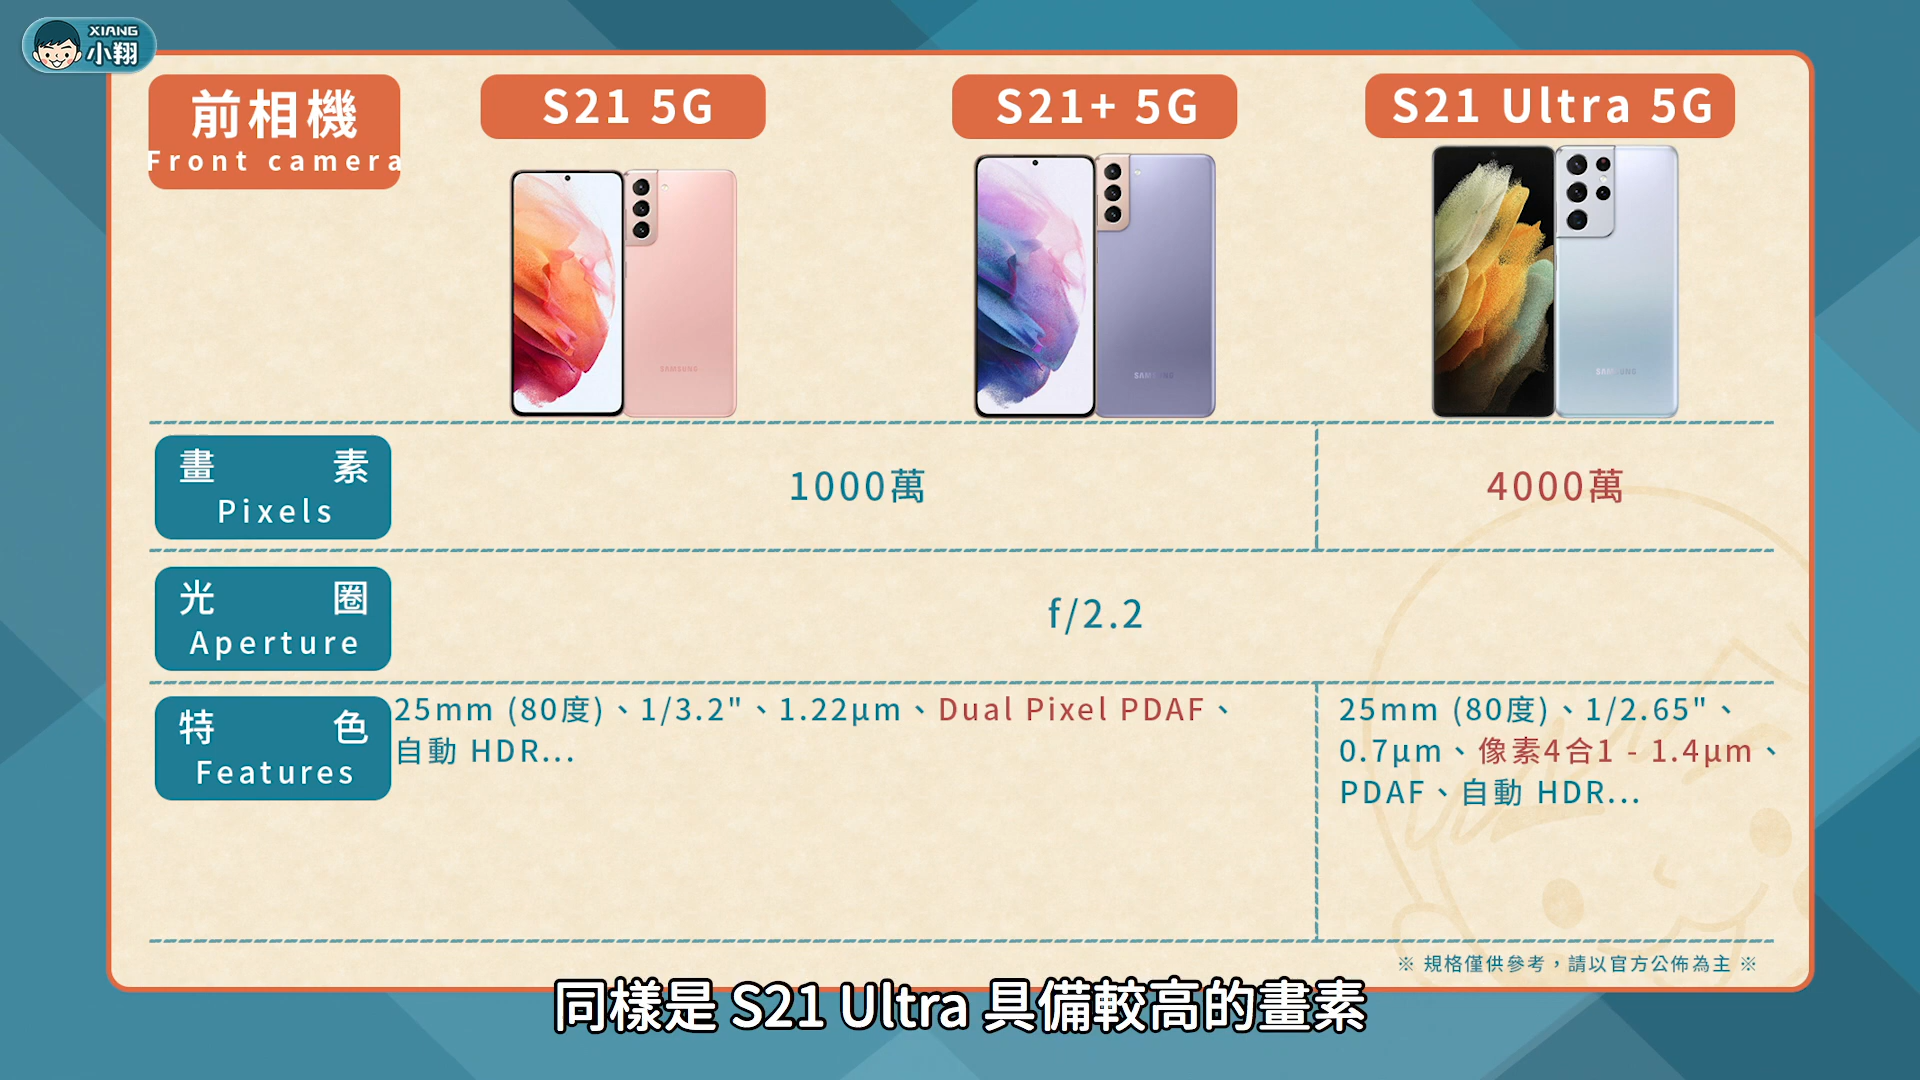 XIANG
小翔
前相機
Front camera
S21 5G
S21+ 5G
S21 Ultra 5G
SAMSUNG
SAMSUNG
SAMSUNG
畫素
Pixels
1000萬
4000萬
光圈
Aperture
f/2.2
特色
Features
25mm (80度)、1/3.2"、1.22µm、Dual Pixel PDAF、
自動 HDR...
25mm (80度)、1/2.65"、
0.7µm、像素4合1 - 1.4µm、
PDAF、自動 HDR...
※ 規格僅供參考，請以官方公佈為主 ※
同樣是 S21 Ultra 具備較高的畫素